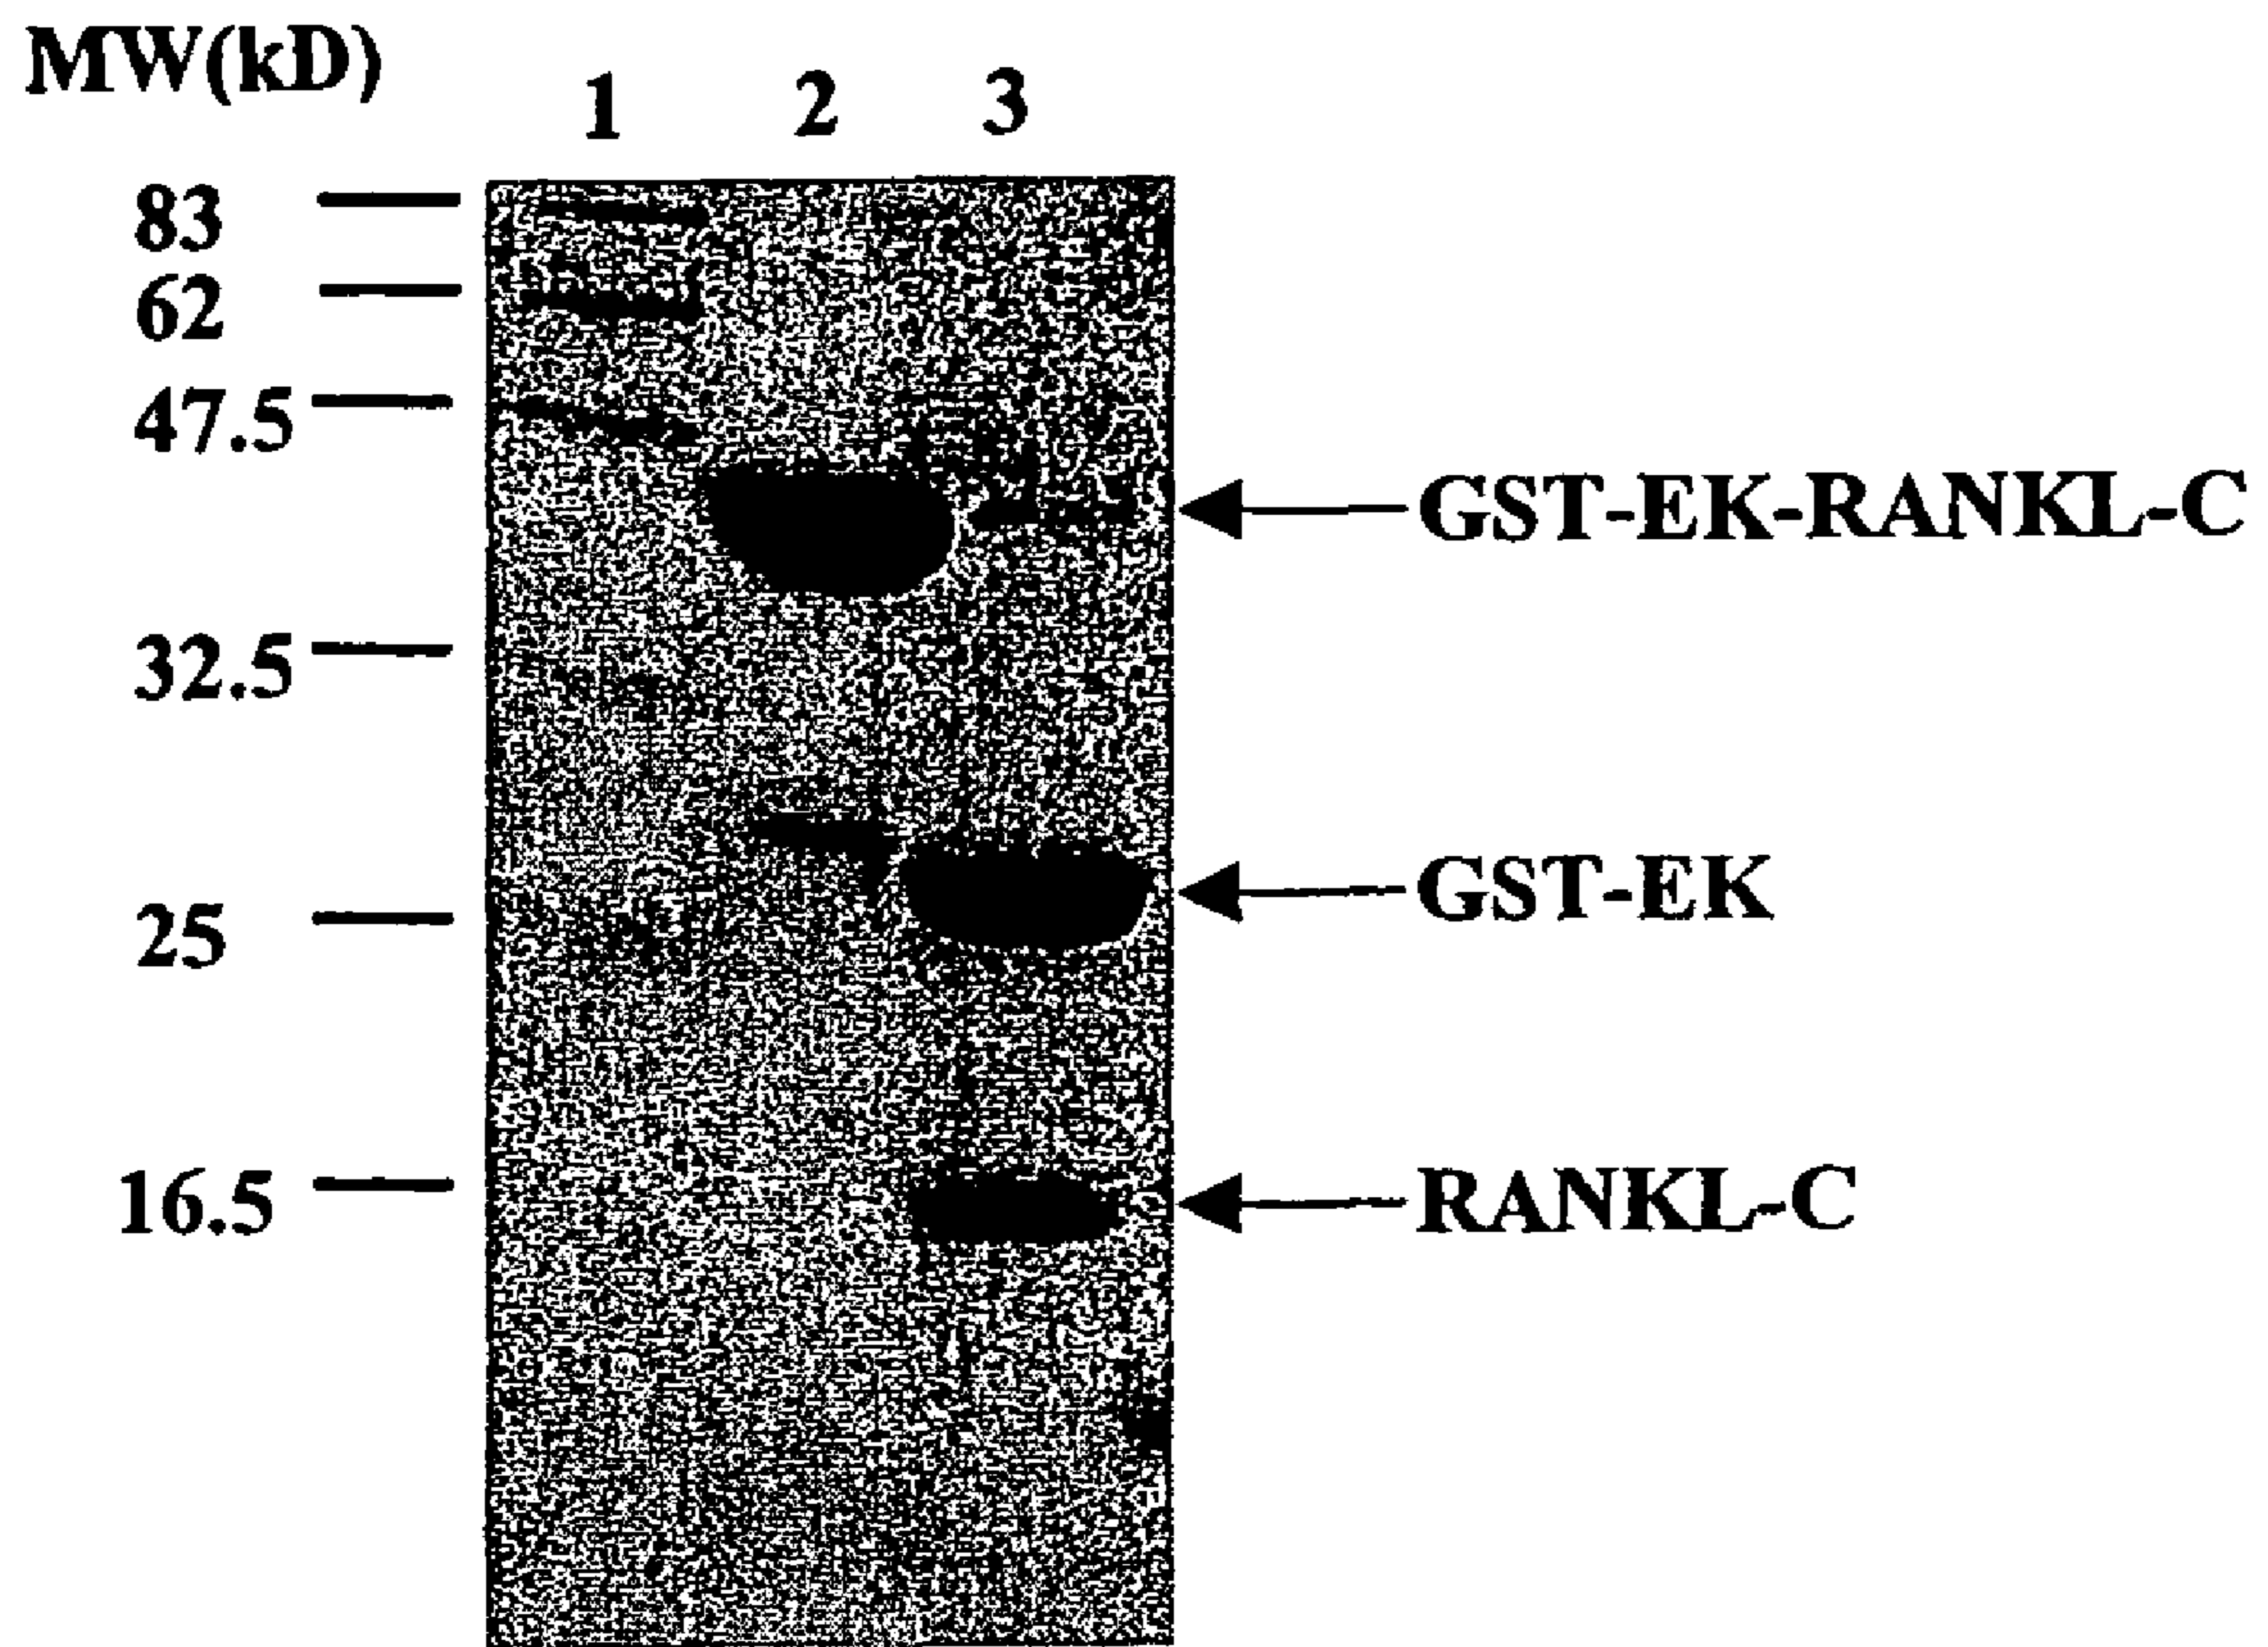 MW(kD)
1 2 3
83
62
47.5
GST-EK-RANKL-C
32.5
GST-EK
25
16.5
RANKL-C